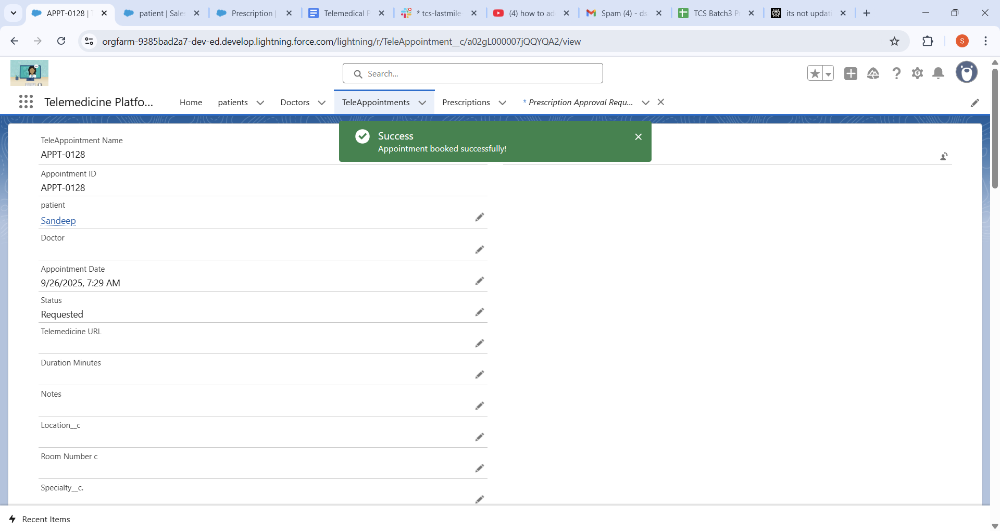 APPT-0128 | T
patient | Sales
Prescription |
Telemedical P
* tcs-lastmile
(4) how to ad
Spam (4) - ds
TCS Batch3 P
its not updati
orgfarm-9385bad2a7-dev-ed.develop.lightning.force.com/lightning/r/TeleAppointment__c/a02gL000007jQQYQA2/view
S
Search...
Telemedicine Platfo...
Home
patients
Doctors
TeleAppointments
Prescriptions
* Prescription Approval Requ...
Success
Appointment booked successfully!
TeleAppointment Name
APPT-0128
Appointment ID
APPT-0128
patient
Sandeep
Doctor
Appointment Date
9/26/2025, 7:29 AM
Status
Requested
Telemedicine URL
Duration Minutes
Notes
Location__c
Room Number c
Specialty__c.
Recent Items